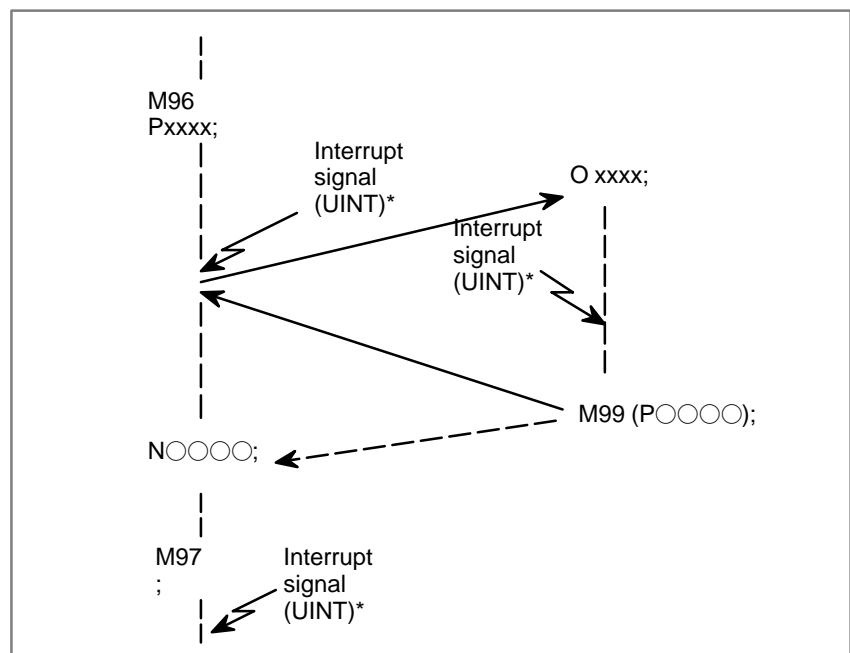 M96
Pxxxx;
Interrupt
signal
(UINT)*
O xxxx;
Interrupt
signal
(UINT)*
M99 (P○○○○);
N○○○○;
M97
;
Interrupt
signal
(UINT)*